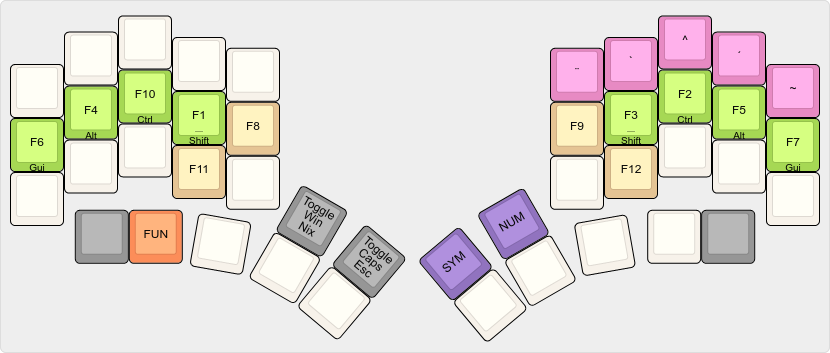 ^
¨
`
´
~
F10
Ctrl
F4
Alt
F1
_
Shift
F8
F6
Gui
F11
F2
Ctrl
F3
_
Shift
F5
Alt
F9
F7
Gui
F12
FUN
Toggle
Win
Nix
Toggle
Caps
Esc
SYM
NUM